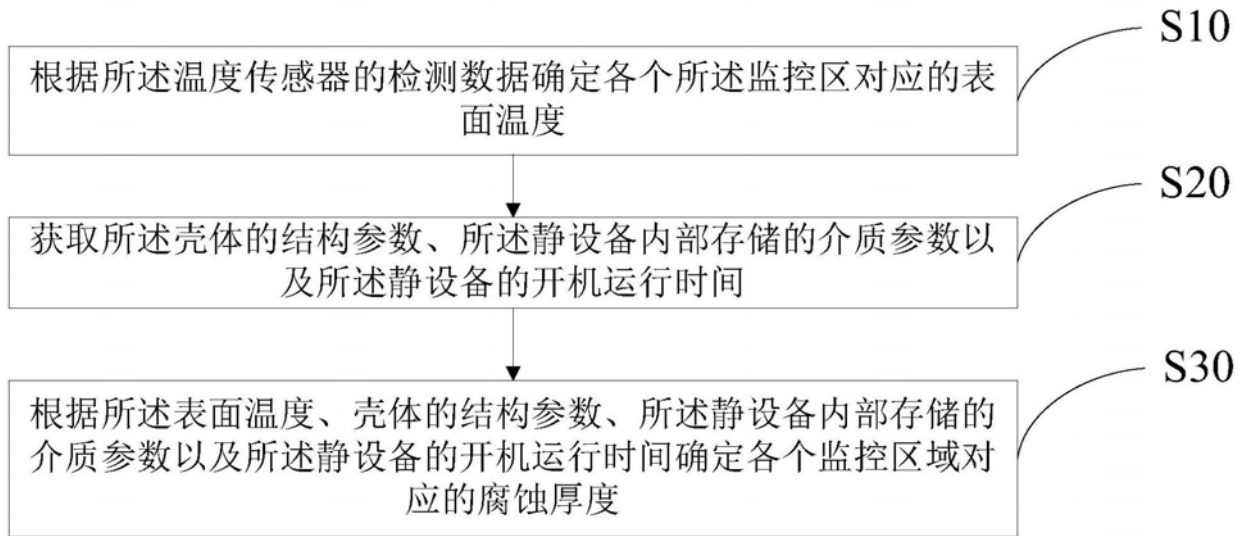 S10
根据所述温度传感器的检测数据确定各个所述监控区对应的表
面温度
S20
获取所述壳体的结构参数、所述静设备内部存储的介质参数以
及所述静设备的开机运行时间
S30
根据所述表面温度、壳体的结构参数、所述静设备内部存储的
介质参数以及所述静设备的开机运行时间确定各个监控区域对
应的腐蚀厚度